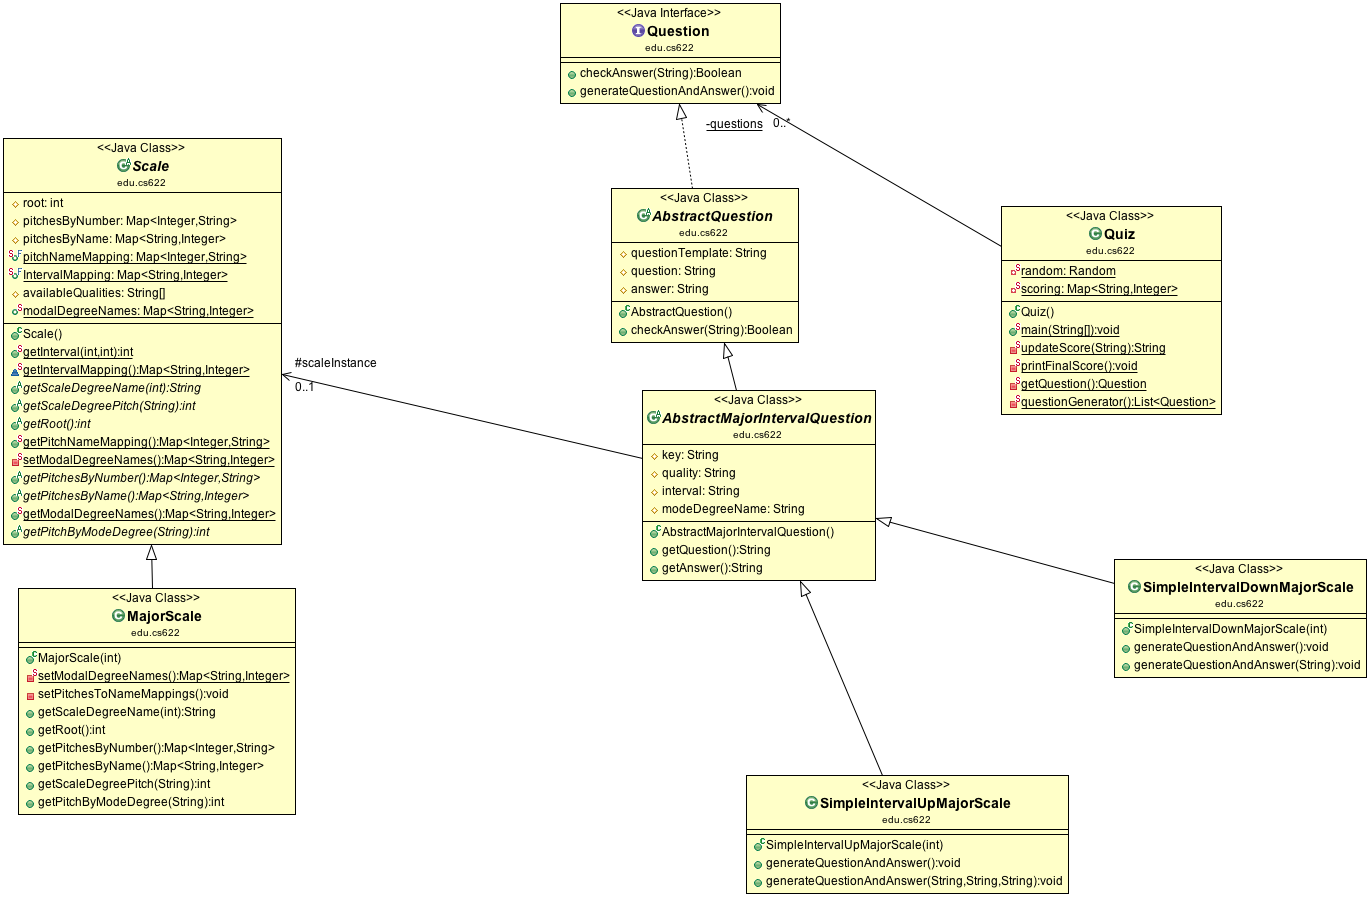 <<Java Interface>>
Question
edu.cs622
checkAnswer(String):Boolean
generateQuestionAndAnswer():void
-questions
0..*
<<Java Class>>
Scale
edu.cs622
root: int
pitchesByNumber: Map<Integer,String>
pitchesByName: Map<String,Integer>
pitchNameMapping: Map<Integer,String>
IntervalMapping: Map<String,Integer>
availableQualities: String[]
modalDegreeNames: Map<String,Integer>
Scale()
getInterval(int,int):int
getIntervalMapping():Map<String,Integer>
getScaleDegreeName(int):String
getScaleDegreePitch(String):int
getRoot():int
getPitchNameMapping():Map<Integer,String>
setModalDegreeNames():Map<String,Integer>
getPitchesByNumber():Map<Integer,String>
getPitchesByName():Map<String,Integer>
getModalDegreeNames():Map<String,Integer>
getPitchByModeDegree(String):int
<<Java Class>>
AbstractQuestion
edu.cs622
questionTemplate: String
question: String
answer: String
AbstractQuestion()
checkAnswer(String):Boolean
<<Java Class>>
Quiz
edu.cs622
random: Random
scoring: Map<String,Integer>
Quiz()
main(String[]):void
updateScore(String):String
printFinalScore():void
getQuestion():Question
questionGenerator():List<Question>
#scaleInstance
0..1
<<Java Class>>
AbstractMajorIntervalQuestion
edu.cs622
key: String
quality: String
interval: String
modeDegreeName: String
AbstractMajorIntervalQuestion()
getQuestion():String
getAnswer():String
<<Java Class>>
SimpleIntervalDownMajorScale
edu.cs622
SimpleIntervalDownMajorScale(int)
generateQuestionAndAnswer():void
generateQuestionAndAnswer(String):void
<<Java Class>>
MajorScale
edu.cs622
MajorScale(int)
setModalDegreeNames():Map<String,Integer>
setPitchesToNameMappings():void
getScaleDegreeName(int):String
getRoot():int
getPitchesByNumber():Map<Integer,String>
getPitchesByName():Map<String,Integer>
getScaleDegreePitch(String):int
getPitchByModeDegree(String):int
<<Java Class>>
SimpleIntervalUpMajorScale
edu.cs622
SimpleIntervalUpMajorScale(int)
generateQuestionAndAnswer():void
generateQuestionAndAnswer(String,String,String):void